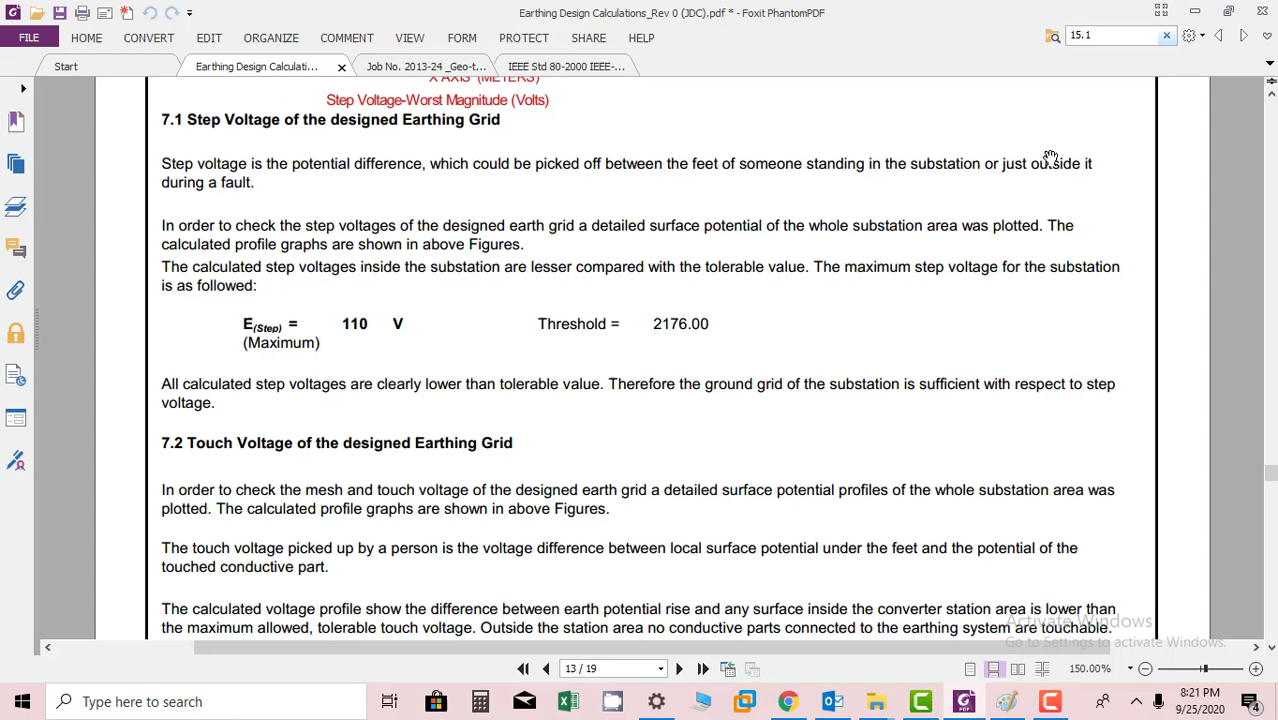 Earthing Design Calculations_Rev 0 (JDC).pdf * - Foxit PhantomPDF
FILE HOME CONVERT EDIT ORGANIZE COMMENT VIEW FORM PROTECT SHARE HELP 15.1
Start Earthing Design Calculati... Job No. 2013-24 _Geo-t... IEEE Std 80-2000 IEEE-...
X AXIS (METERS)
Step Voltage-Worst Magnitude (Volts)
7.1 Step Voltage of the designed Earthing Grid
Step voltage is the potential difference, which could be picked off between the feet of someone standing in the substation or just outside it
during a fault.
In order to check the step voltages of the designed earth grid a detailed surface potential of the whole substation area was plotted. The
calculated profile graphs are shown in above Figures.
The calculated step voltages inside the substation are lesser compared with the tolerable value. The maximum step voltage for the substation
is as followed:
E(Step) = 110 V Threshold = 2176.00
(Maximum)
All calculated step voltages are clearly lower than tolerable value. Therefore the ground grid of the substation is sufficient with respect to step
voltage.
7.2 Touch Voltage of the designed Earthing Grid
In order to check the mesh and touch voltage of the designed earth grid a detailed surface potential profiles of the whole substation area was
plotted. The calculated profile graphs are shown in above Figures.
The touch voltage picked up by a person is the voltage difference between local surface potential under the feet and the potential of the
touched conductive part.
The calculated voltage profile show the difference between earth potential rise and any surface inside the converter station area is lower than
the maximum allowed, tolerable touch voltage. Outside the station area no conductive parts connected to the earthing system are touchable.
Activate Windows
Go to Settings to activate Windows.
13 / 19 150.00%
Type here to search
8:21 PM
9/25/2020
4